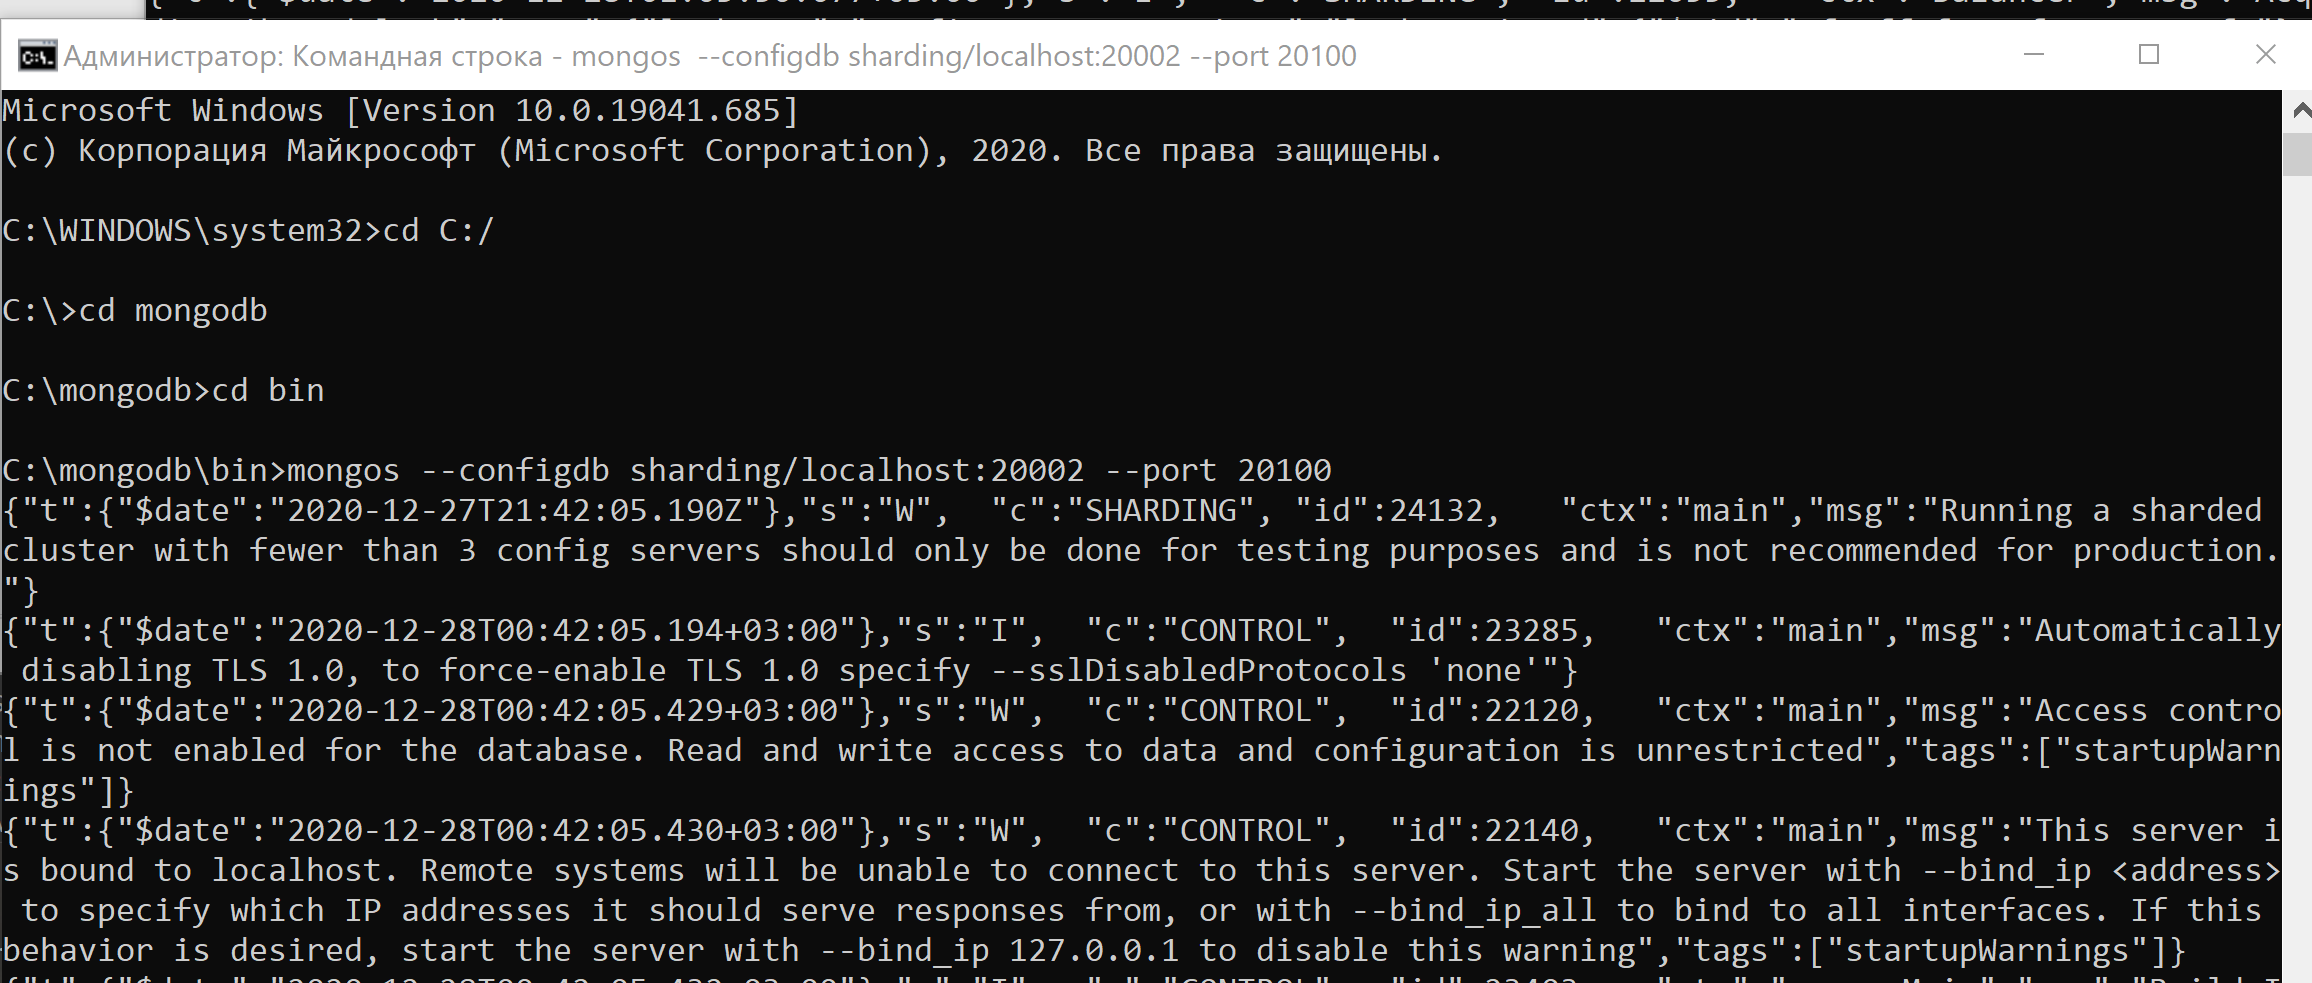 Администратор: Командная строка - mongos  --configdb sharding/localhost:20002 --port 20100
Microsoft Windows [Version 10.0.19041.685]
(c) Корпорация Майкрософт (Microsoft Corporation), 2020. Все права защищены.
C:\WINDOWS\system32>cd C:/
C:\>cd mongodb
C:\mongodb>cd bin
C:\mongodb\bin>mongos --configdb sharding/localhost:20002 --port 20100
{"t":{"$date":"2020-12-27T21:42:05.190Z"},"s":"W",  "c":"SHARDING", "id":24132,   "ctx":"main","msg":"Running a sharded
cluster with fewer than 3 config servers should only be done for testing purposes and is not recommended for production.
"}
{"t":{"$date":"2020-12-28T00:42:05.194+03:00"},"s":"I",  "c":"CONTROL",  "id":23285,   "ctx":"main","msg":"Automatically
 disabling TLS 1.0, to force-enable TLS 1.0 specify --sslDisabledProtocols 'none'"}
{"t":{"$date":"2020-12-28T00:42:05.429+03:00"},"s":"W",  "c":"CONTROL",  "id":22120,   "ctx":"main","msg":"Access contro
l is not enabled for the database. Read and write access to data and configuration is unrestricted","tags":["startupWarn
ings"]}
{"t":{"$date":"2020-12-28T00:42:05.430+03:00"},"s":"W",  "c":"CONTROL",  "id":22140,   "ctx":"main","msg":"This server i
s bound to localhost. Remote systems will be unable to connect to this server. Start the server with --bind_ip <address>
 to specify which IP addresses it should serve responses from, or with --bind_ip_all to bind to all interfaces. If this
behavior is desired, start the server with --bind_ip 127.0.0.1 to disable this warning","tags":["startupWarnings"]}